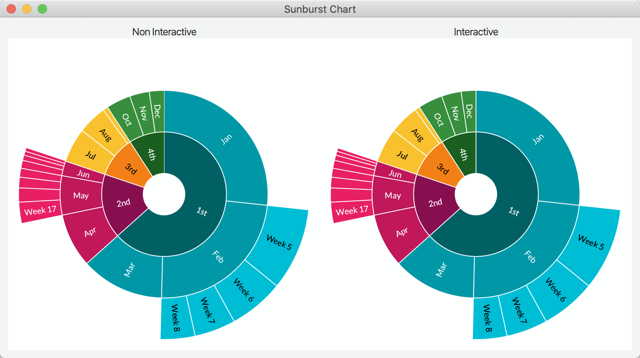 Sunburst Chart
Non Interactive
Interactive
Dec
Nov
Oct
Aug
Jul
Jun
May
Apr
Mar
Feb
Jan
4th
3rd
2nd
1st
Week 17
Week 5
Week 6
Week 7
Week 8
Dec
Nov
Oct
Aug
Jul
Jun
May
Apr
Mar
Feb
Jan
4th
3rd
2nd
1st
Week 17
Week 5
Week 6
Week 7
Week 8